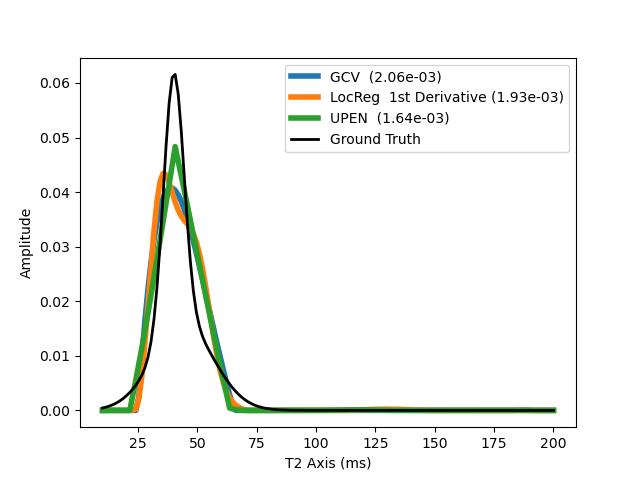 GCV (2.06e-03)
LocReg 1st Derivative (1.93e-03)
UPEN (1.64e-03)
Ground Truth
Amplitude
0.06
0.05
0.04
0.03
0.02
0.01
0.00
25 50 75 100 125 150 175 200
T2 Axis (ms)